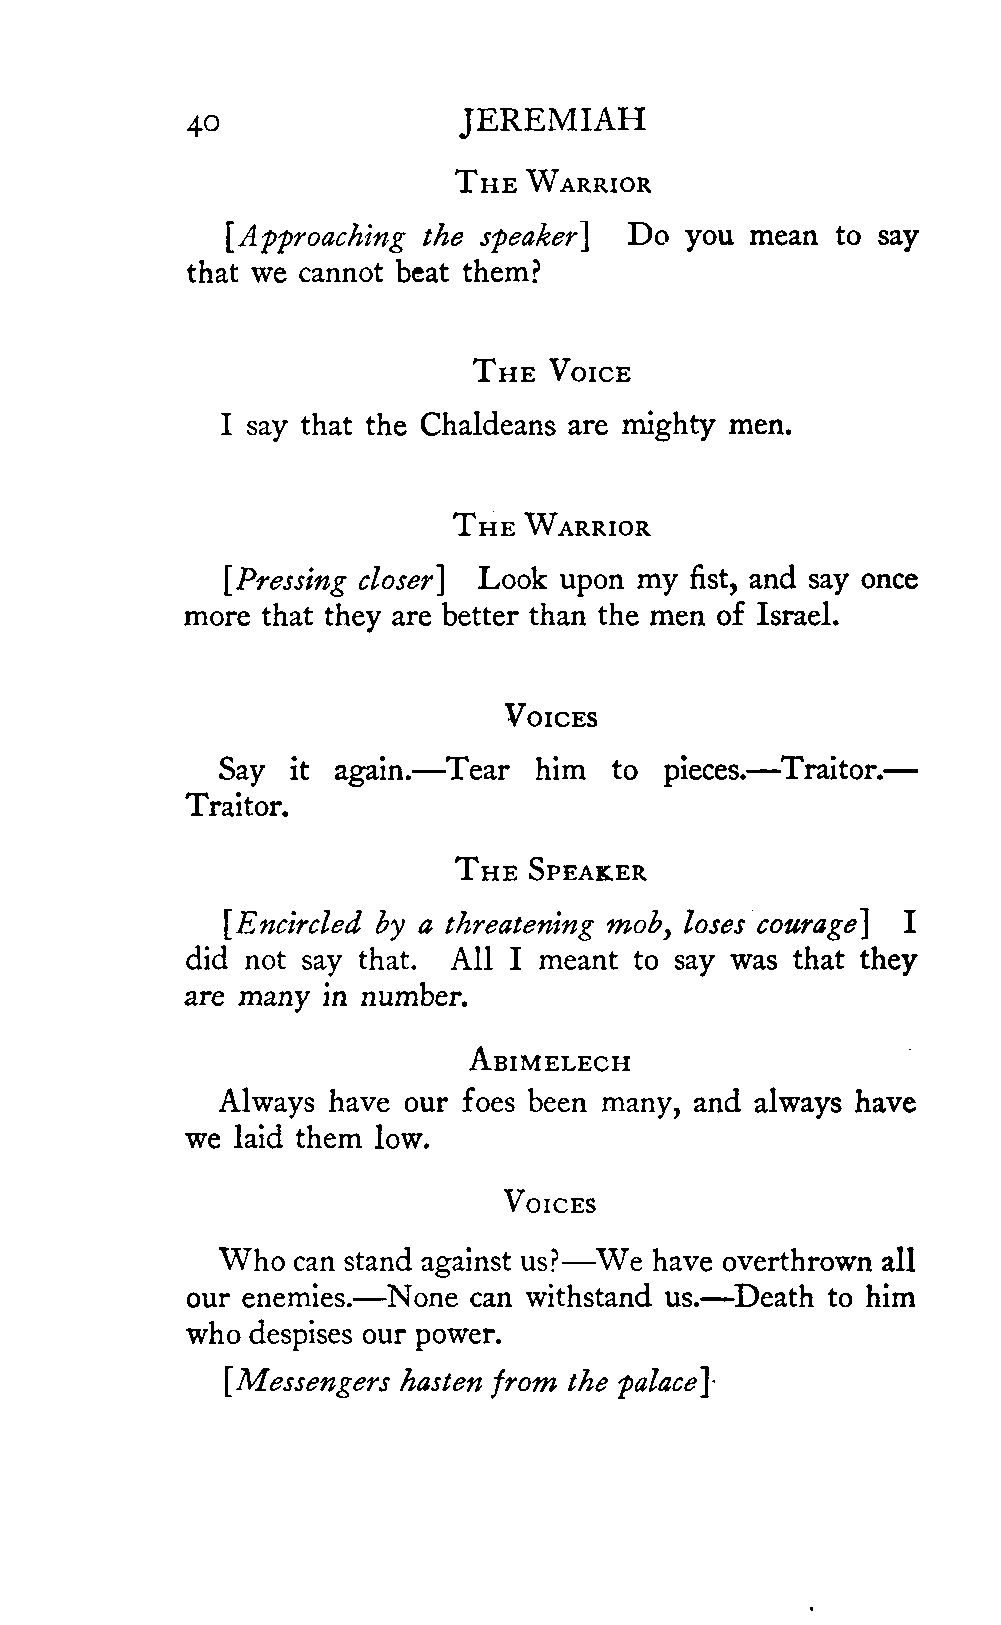 40 JEREMIAH
THE WARRIOR
[Approaching the speaker] Do you mean to say
that we cannot beat them?
THE VOICE
I say that the Chaldeans are mighty men.
THE WARRIOR
[Pressing closer] Look upon my fist, and say once
more that they are better than the men of Israel.
VOICES
Say it again.—Tear him to pieces.—Traitor.—
Traitor.
THE SPEAKER
[Encircled by a threatening mob, loses courage] I
did not say that. All I meant to say was that they
are many in number.
ABIMELECH
Always have our foes been many, and always have
we laid them low.
VOICES
Who can stand against us?—We have overthrown all
our enemies.—None can withstand us.—Death to him
who despises our power.
[Messengers hasten from the palace]